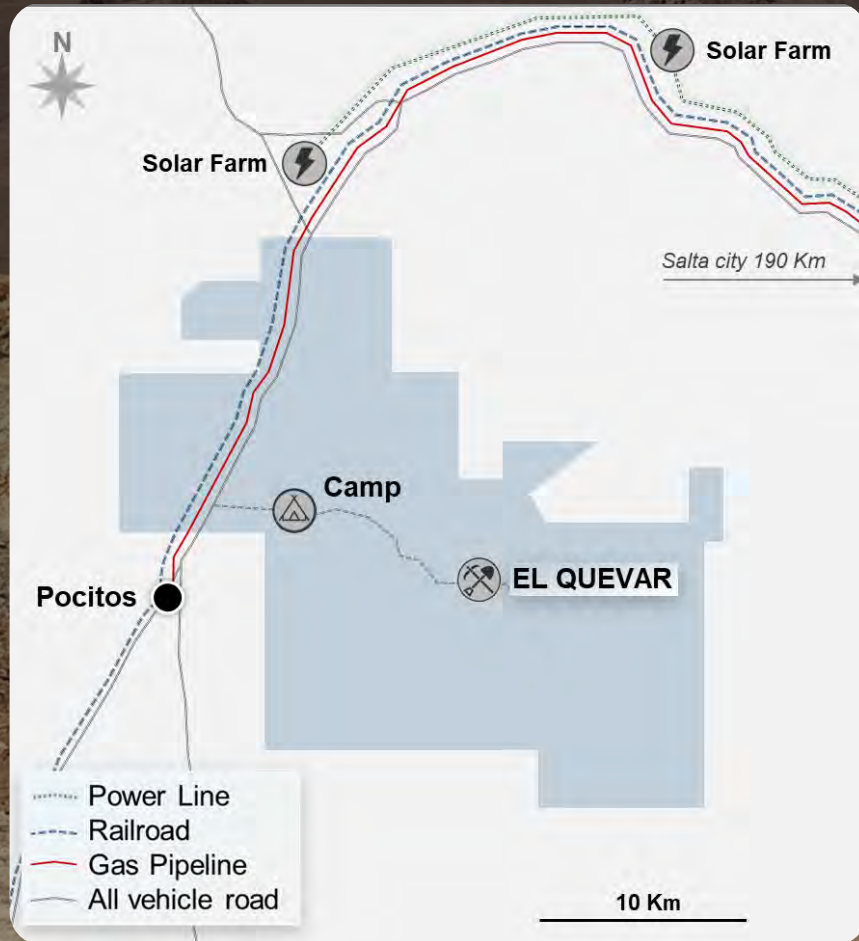 N
Solar Farm
Solar Farm
Salta city 190 Km
Camp
EL QUEVAR
Pocitos
Power Line
Railroad
Gas Pipeline
All vehicle road
10 Km